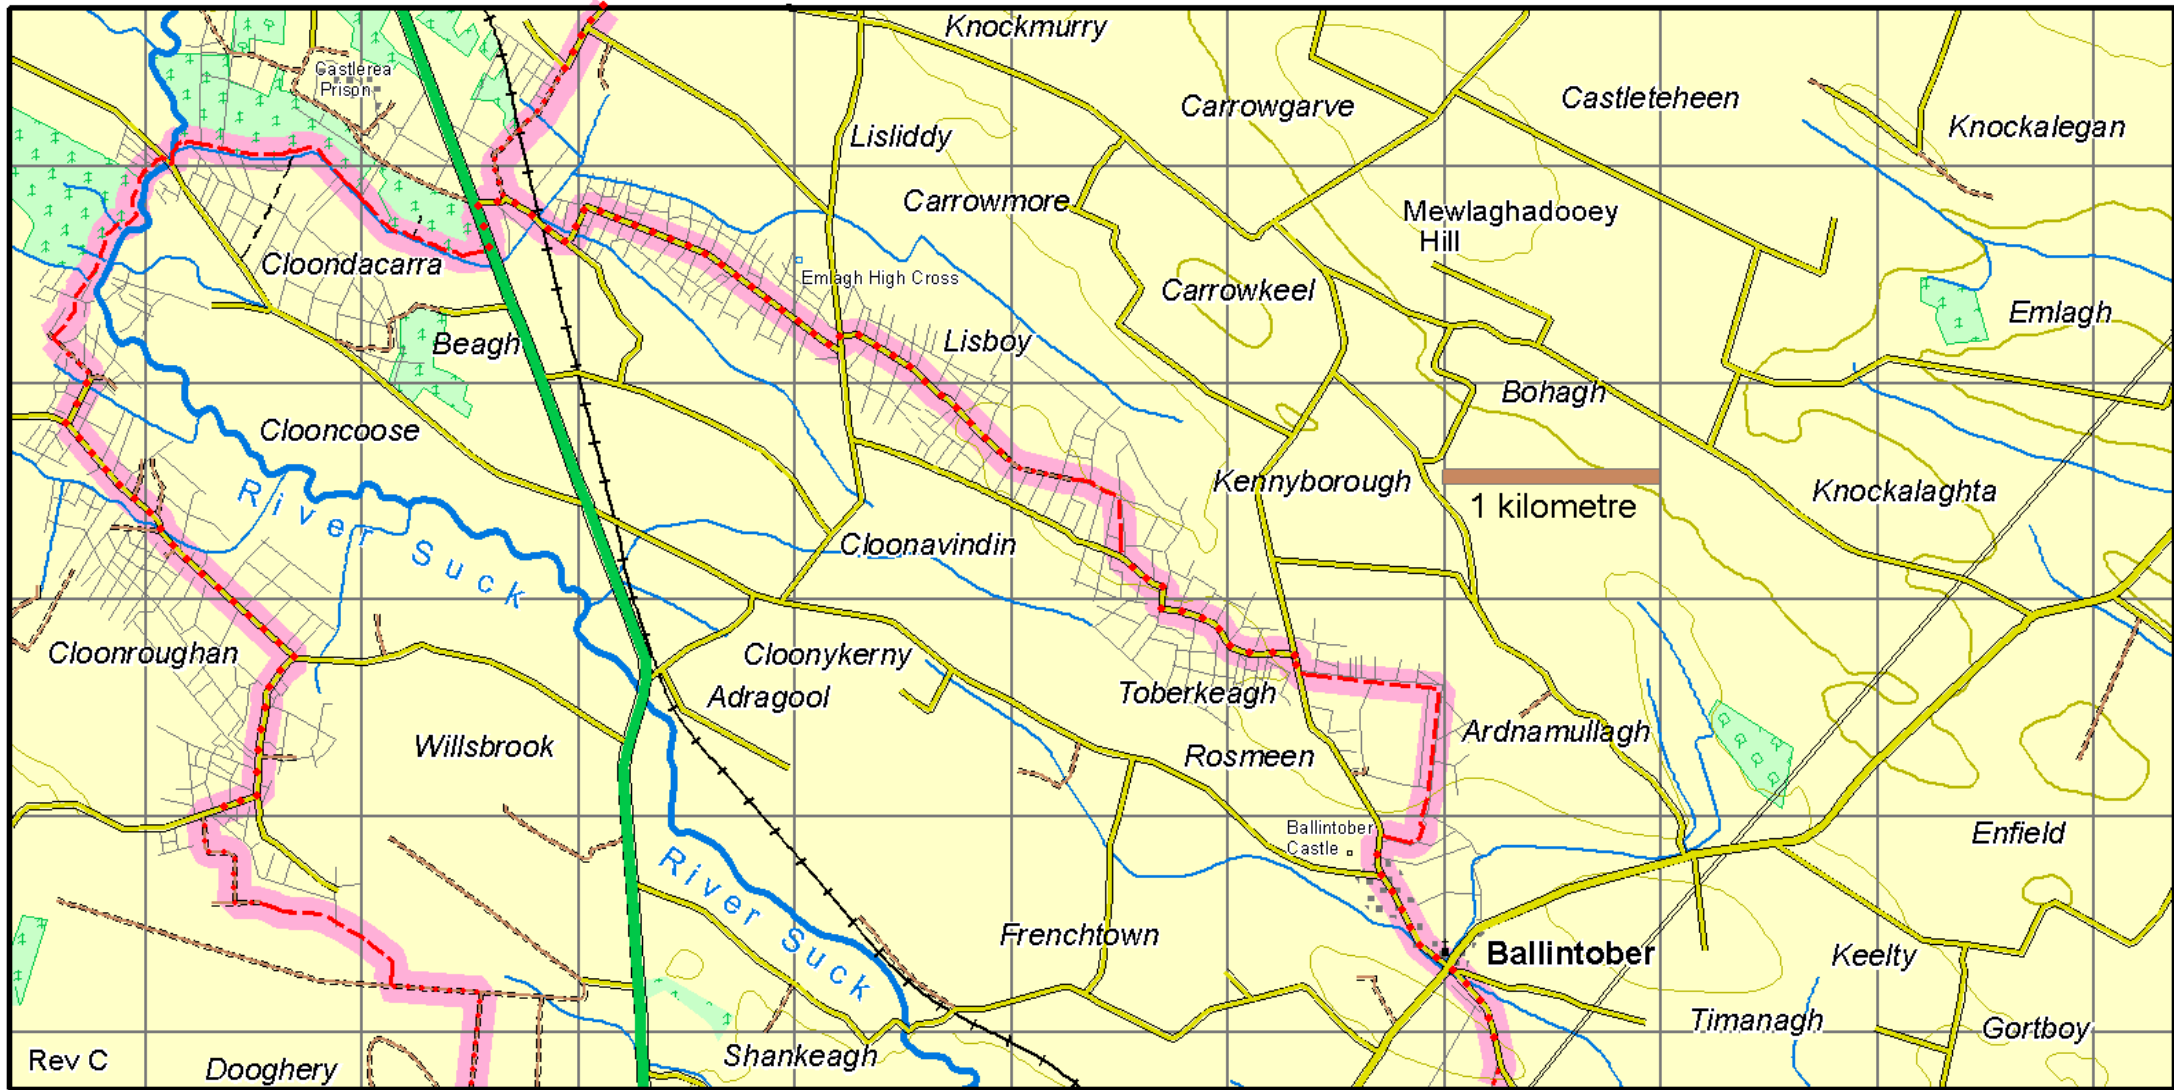 Knockmurry
Castlerea
Prison
Carrowgarve
Castleteheen
Knockalegan
Lisliddy
Carrowmore
Mewlaghadooey
Hill
Cloondacarra
Emlagh High Cross
Carrowkeel
Emlagh
Beagh
Lisboy
Bohagh
Clooncoose
Kennyborough
1 kilometre
Knockalaghta
River Suck
Cloonavindin
Cloonroughan
Cloonykerny
Adragool
Toberkeagh
Ardnamullagh
Willsbrook
Rosmeen
Ballintober
Castle
Enfield
River Suck
Frenchtown
Ballintober
Keelty
Timanagh
Gortboy
Rev C
Dooghery
Shankeagh